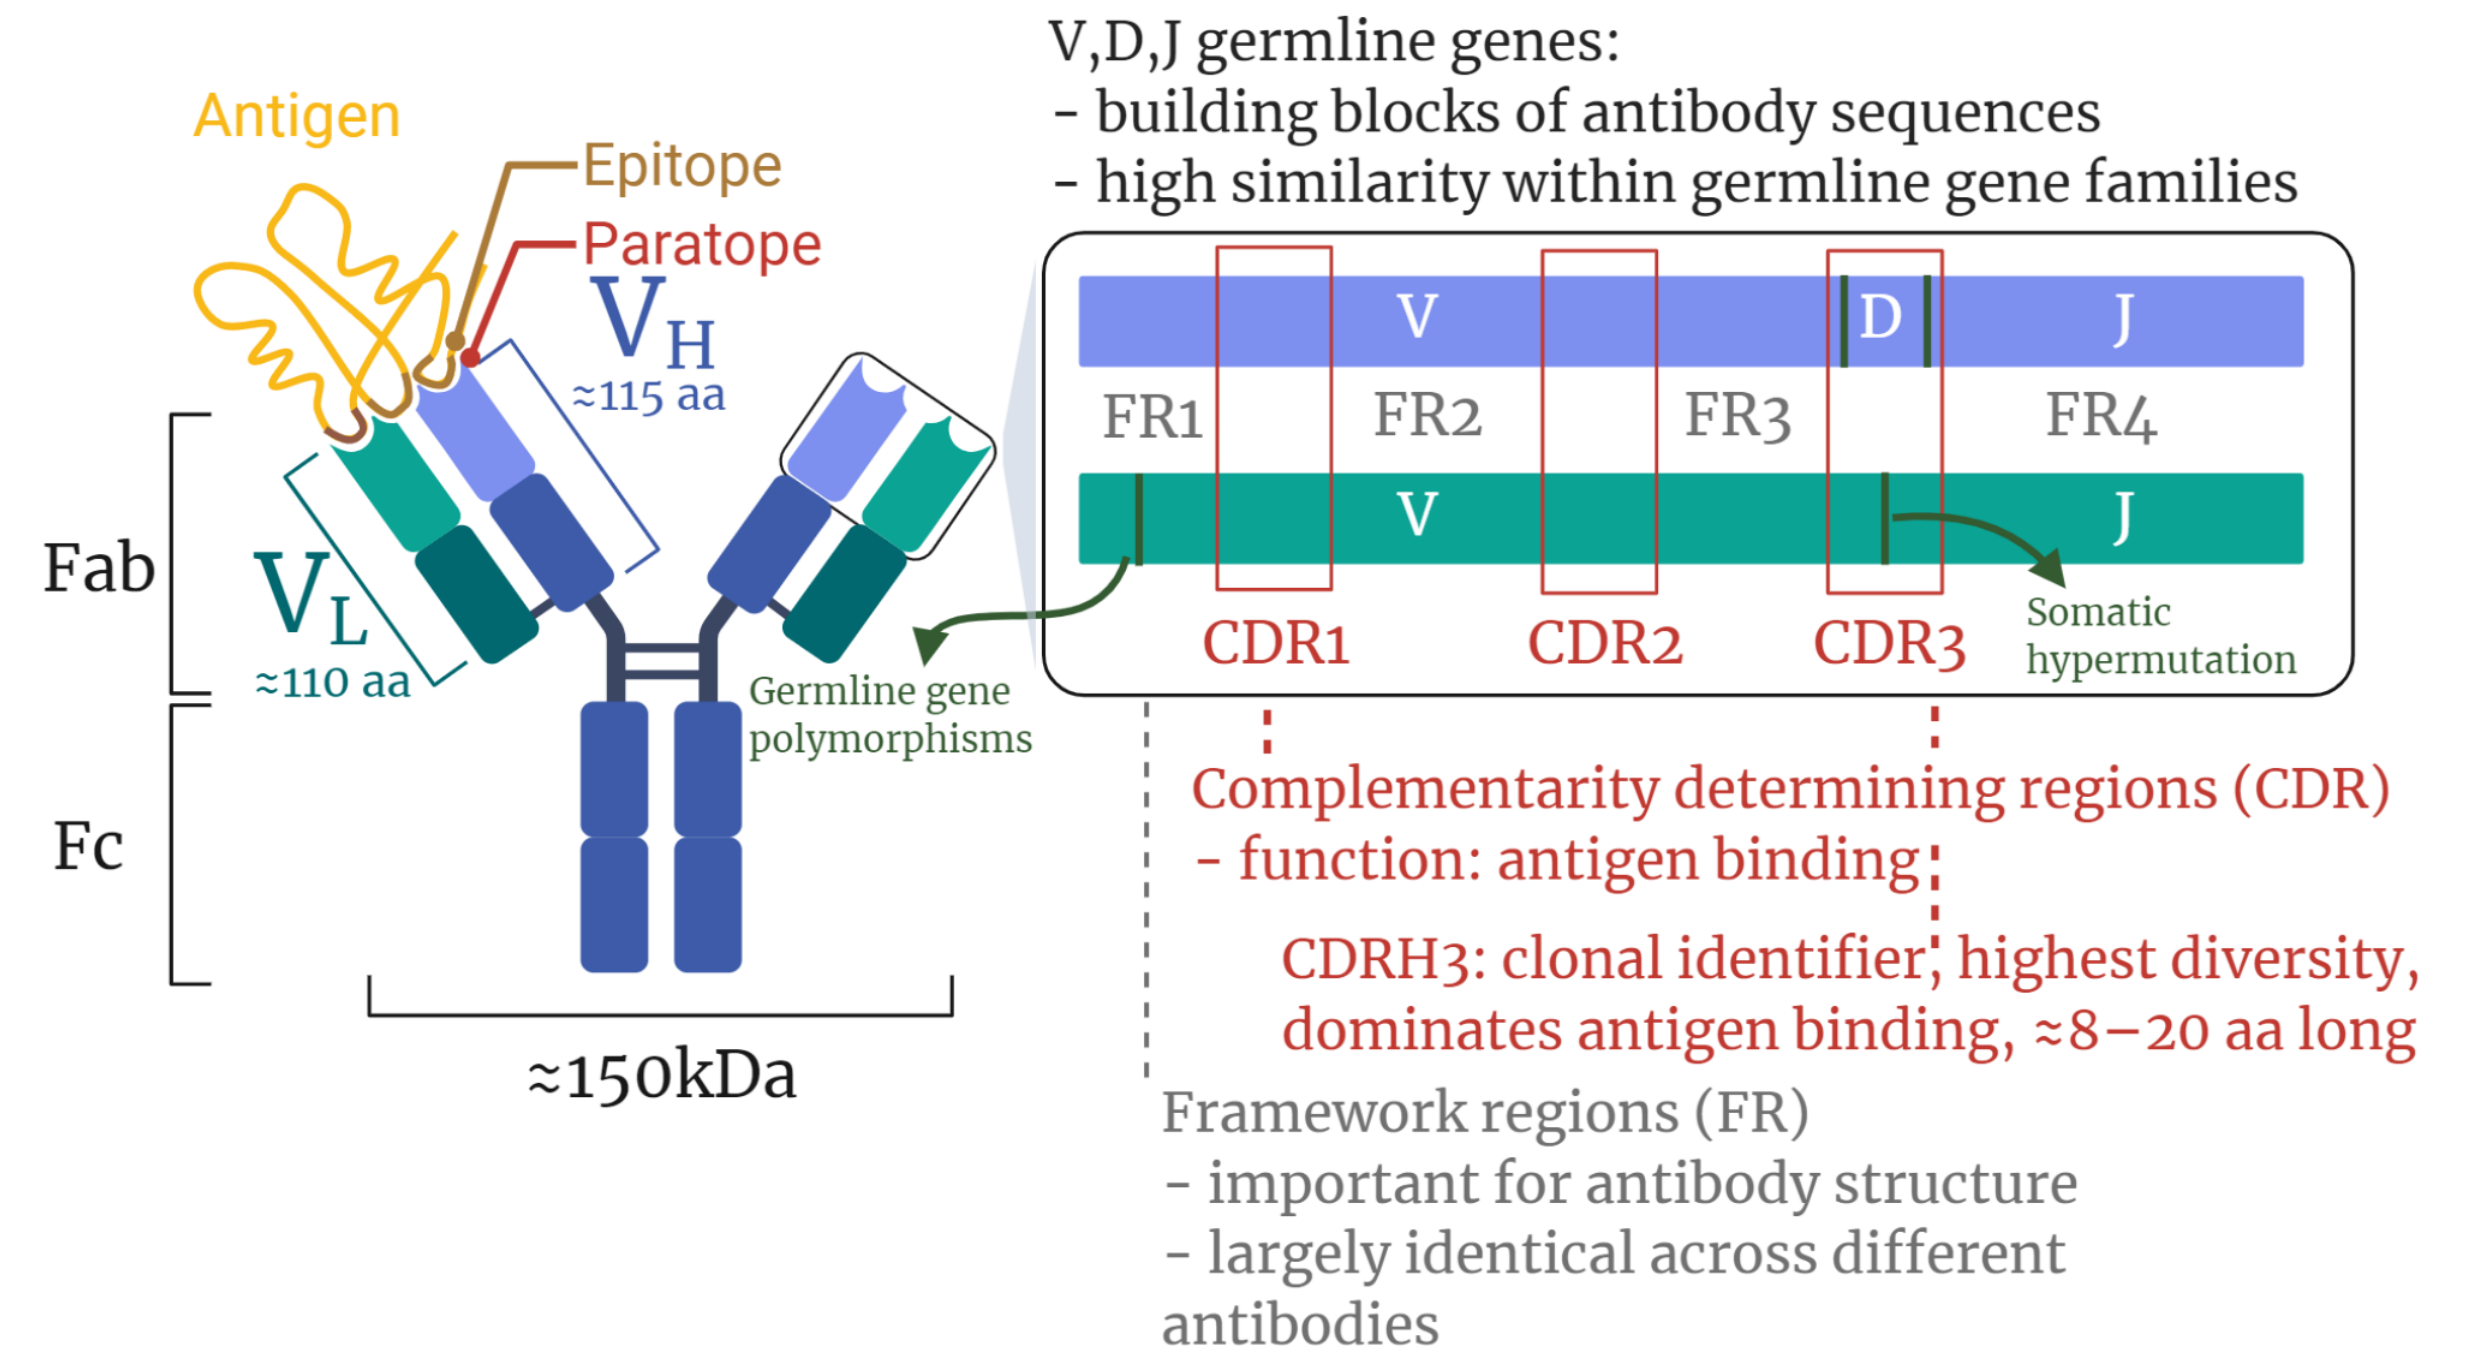 V,D,J germline genes:
- building blocks of antibody sequences
- high similarity within germline gene families
Antigen
Epitope
Paratope
VH
≈115 aa
Fab
VL
≈110 aa
Fc
≈150kDa
Germline gene
polymorphisms
V D J
FR1 FR2 FR3 FR4
V J
CDR1 CDR2 CDR3
Somatic
hypermutation
Complementarity determining regions (CDR)
- function: antigen binding
CDRH3: clonal identifier, highest diversity,
dominates antigen binding, ≈8–20 aa long
Framework regions (FR)
- important for antibody structure
- largely identical across different
antibodies